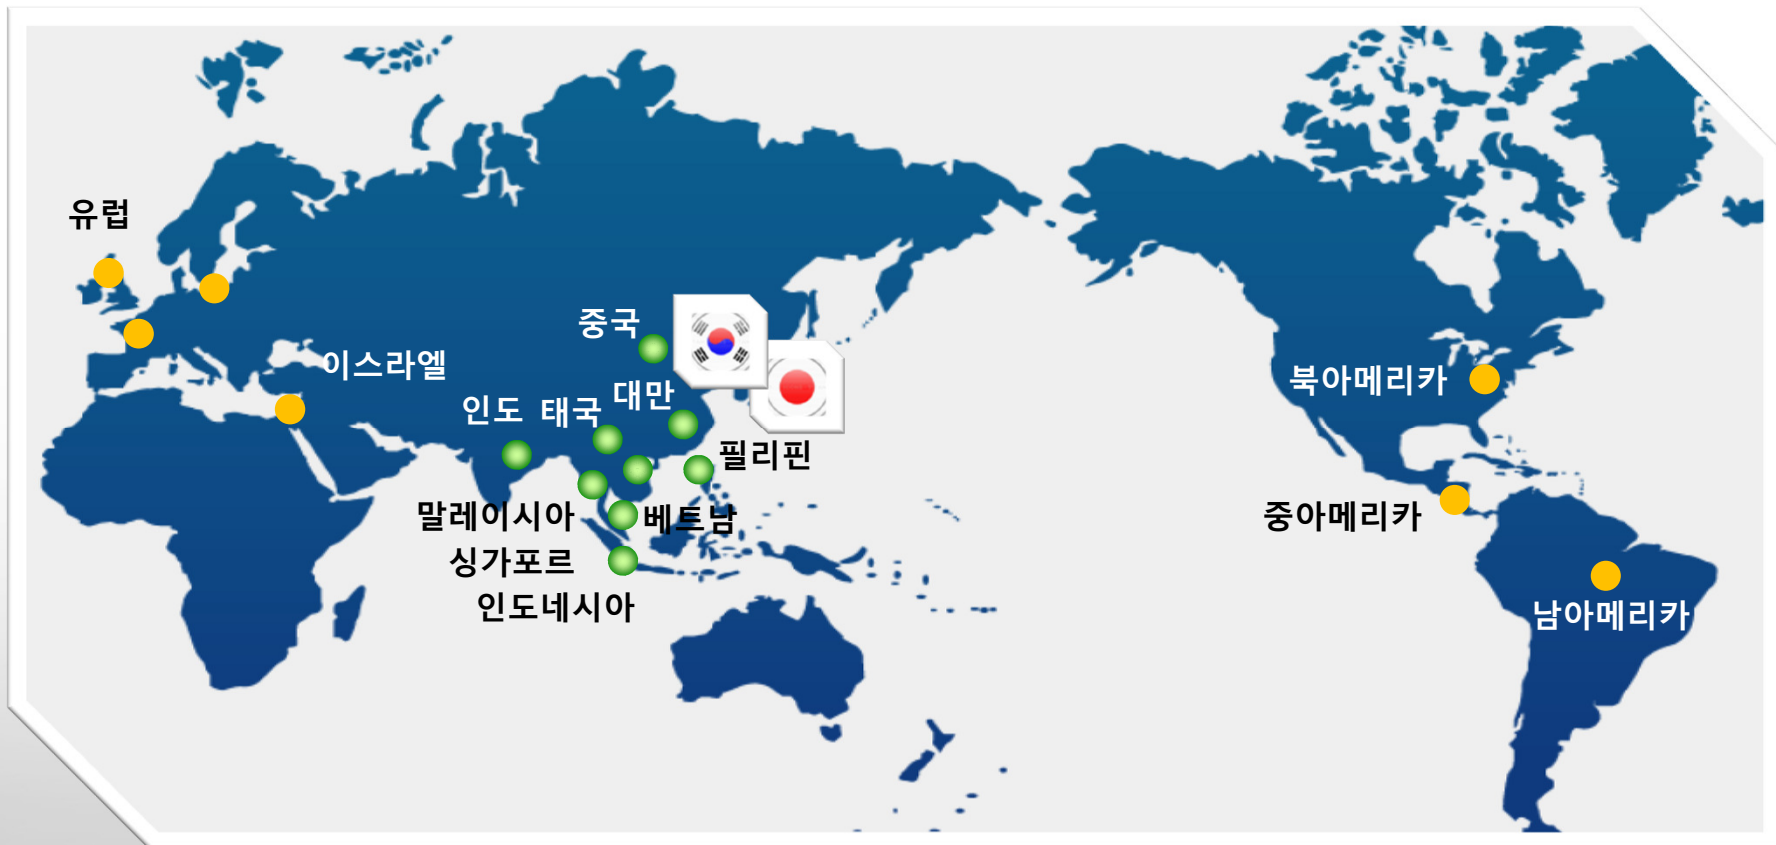 유럽
중국
이스라엘
북아메리카
대만
인도
태국
필리핀
말레이시아
베트남
중아메리카
싱가포르
인도네시아
남아메리카